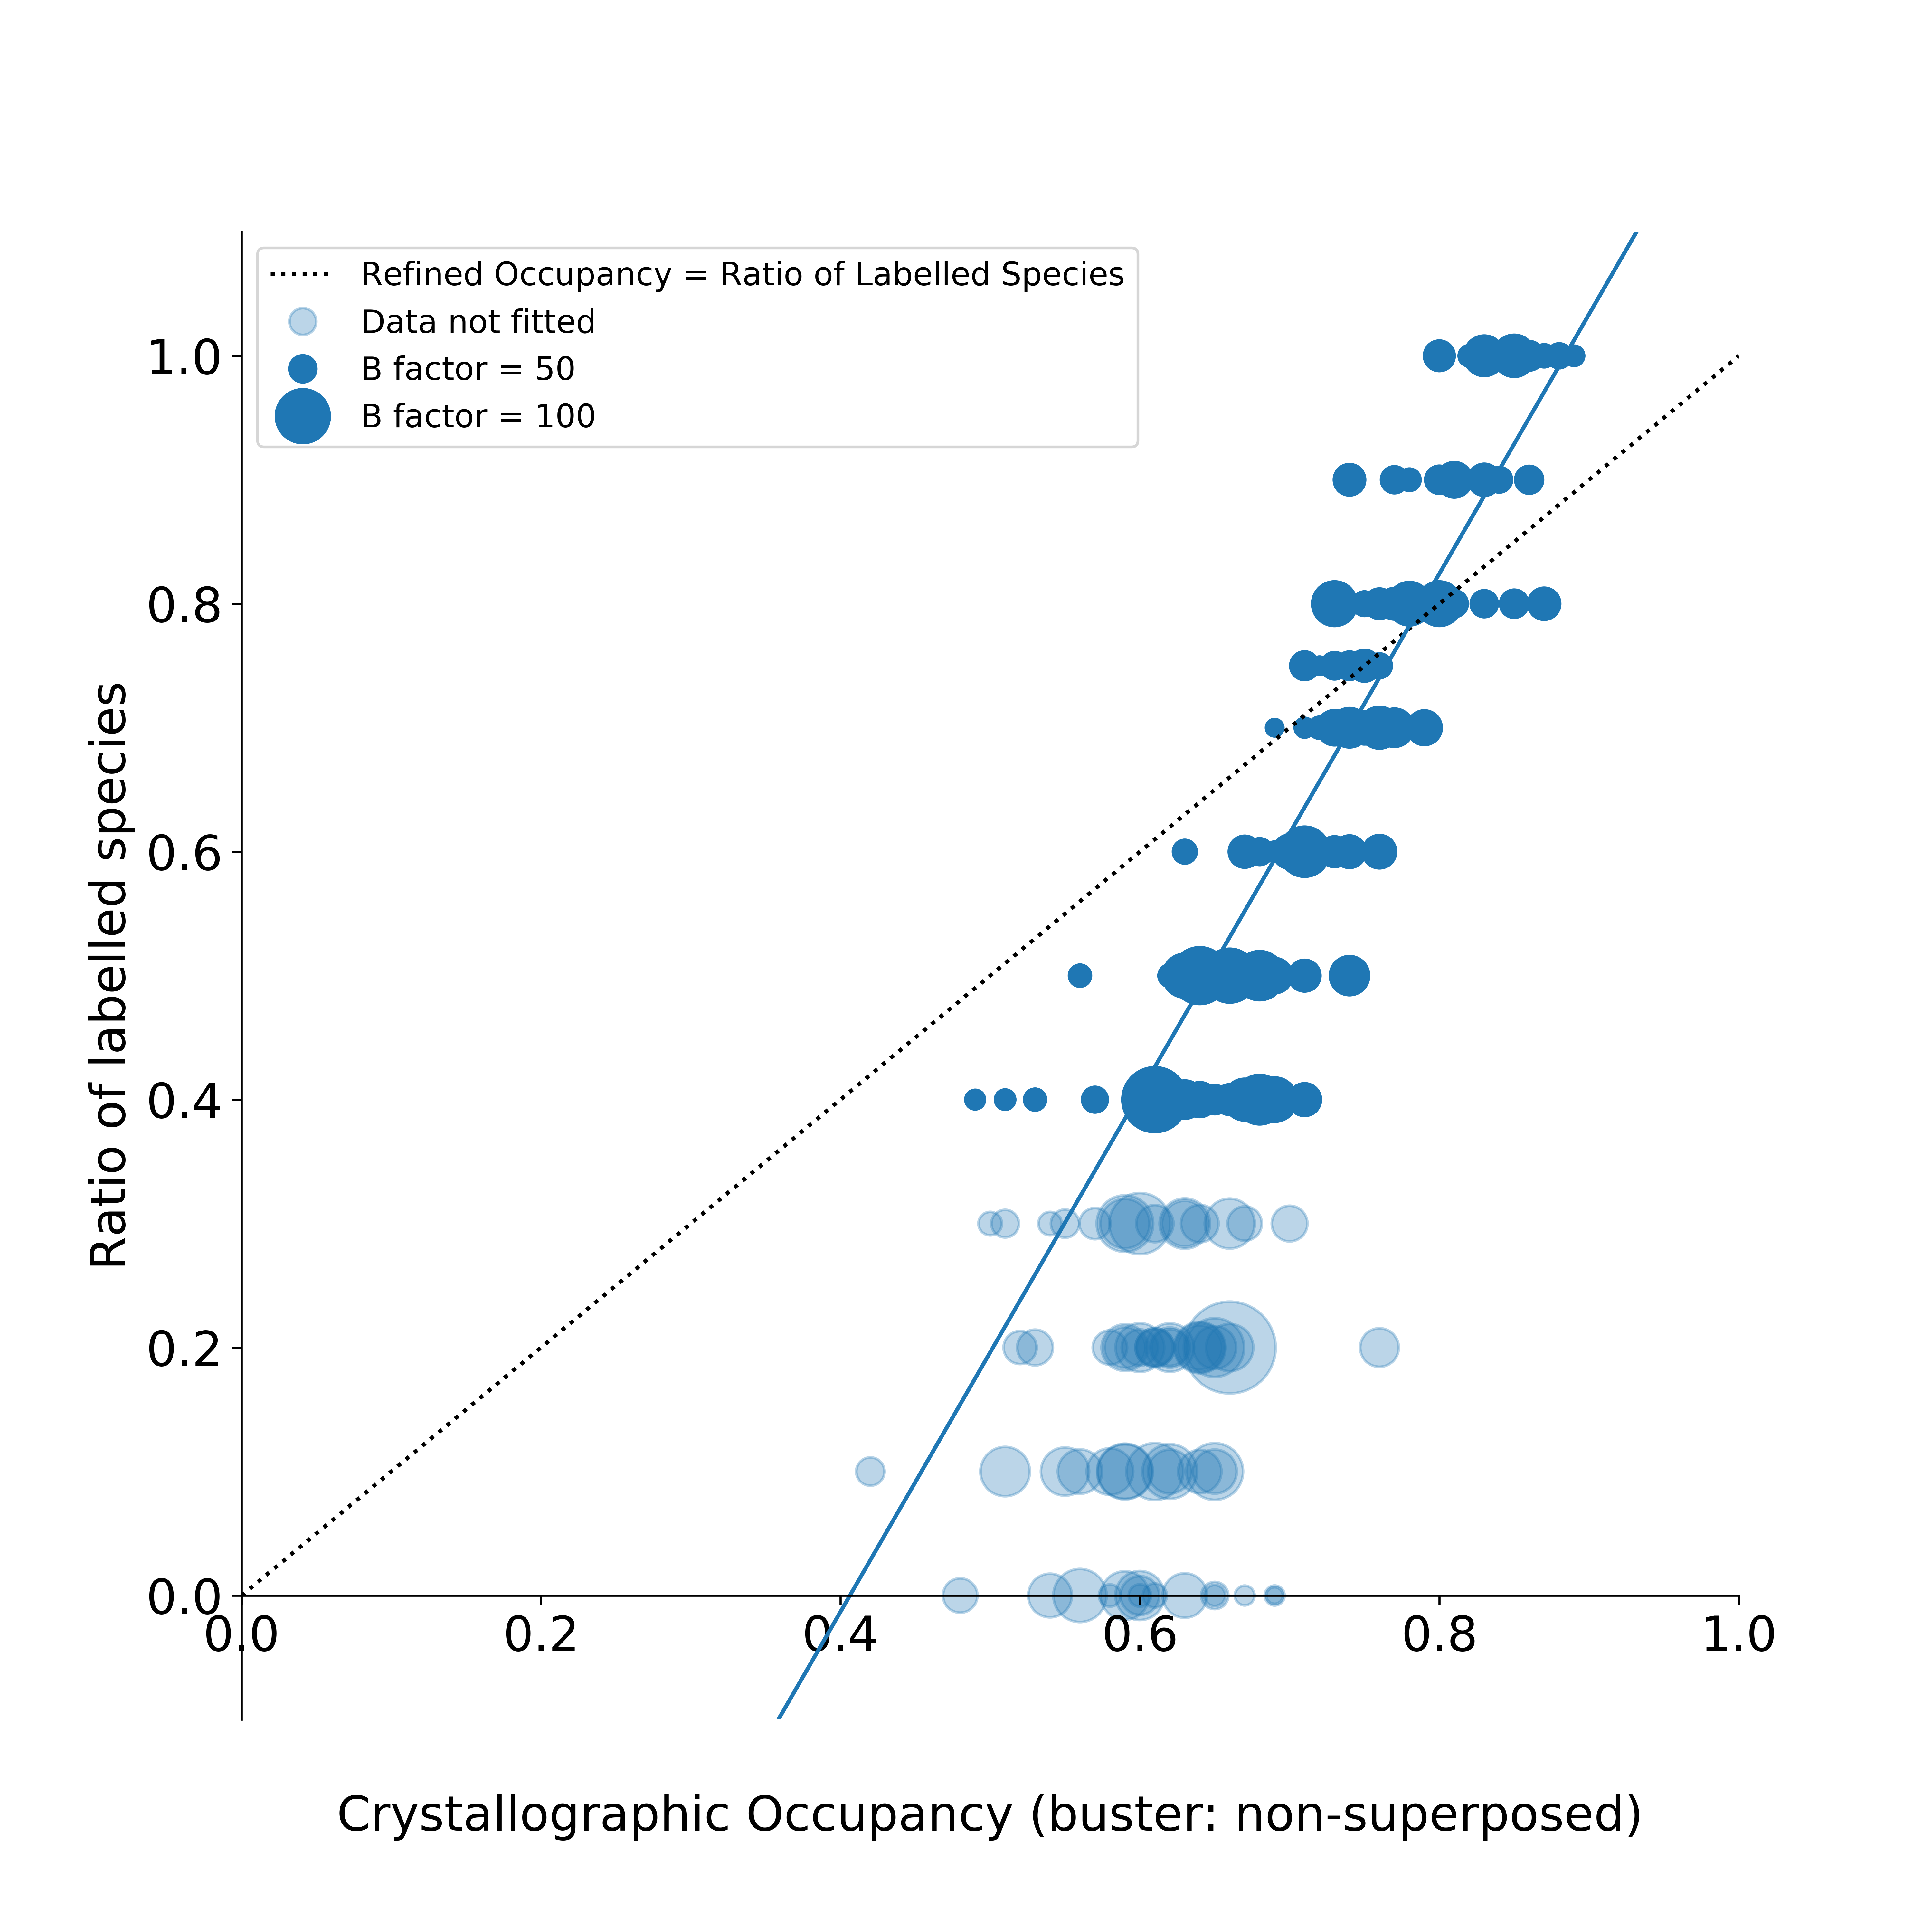 Refined Occupancy = Ratio of Labelled Species
Data not fitted
B factor = 50
B factor = 100
1.0
0.8
0.6
0.4
0.2
0.0
Ratio of labelled species
0.0 0.2 0.4 0.6 0.8 1.0
Crystallographic Occupancy (buster: non-superposed)